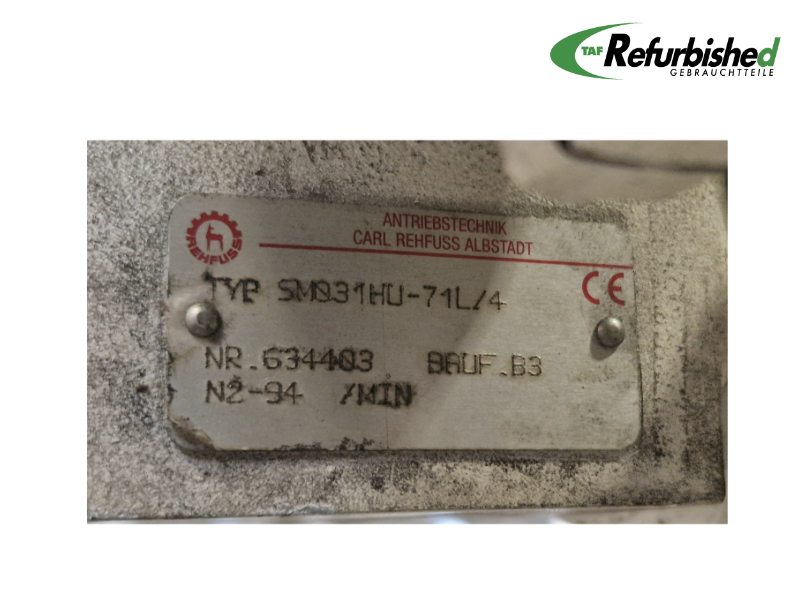 TAF Refurbished
GEBRAUCHTTEILE
REHFUSS
ANTRIEBSTECHNIK
CARL REHFUSS ALBSTADT
CE
TYP SM031HU-71L/4
NR.634403 BAUF.B3
N2-94 /MIN